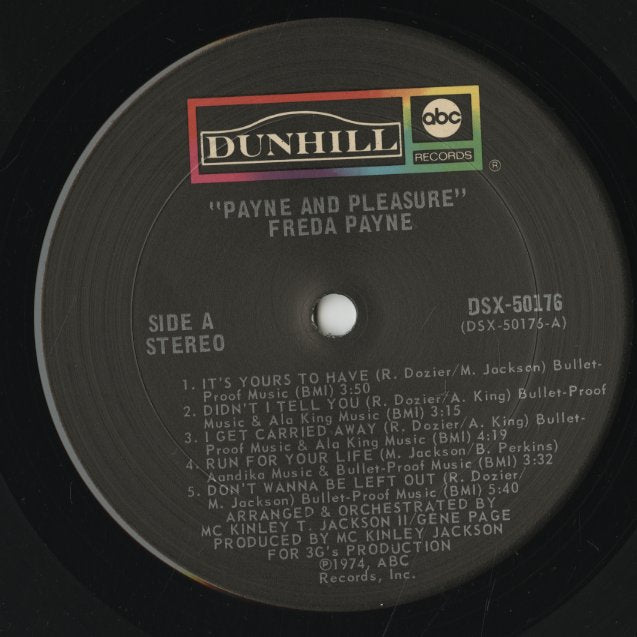 DUNHILL
abc
RECORDS
®
"PAYNE AND PLEASURE"
FREDA PAYNE
SIDE A
STEREO
DSX-50176
(DSX-50176-A)
1. IT'S YOURS TO HAVE (R. Dozier/M. Jackson) Bullet-
Proof Music (BMI) 3:50
2. DIDN'T I TELL YOU (R. Dozier/A. King) Bullet-Proof
Music & Ala King Music (BMI) 3:15
3. I GET CARRIED AWAY (R. Dozier/A. King) Bullet-
Proof Music & Ala King Music (BMI) 4:19
4. RUN FOR YOUR LIFE (M. Jackson/B. Perkins)
Aandika Music & Bullet-Proof Music (BMI) 3:32
5. DON'T WANNA BE LEFT OUT (R. Dozier/
M. Jackson) Bullet-Proof Music (BMI) 5:40
ARRANGED & ORCHESTRATED BY
MC KINLEY T. JACKSON II/GENE PAGE
PRODUCED BY MC KINLEY JACKSON
FOR 3G's PRODUCTION
℗1974, ABC
Records, Inc.